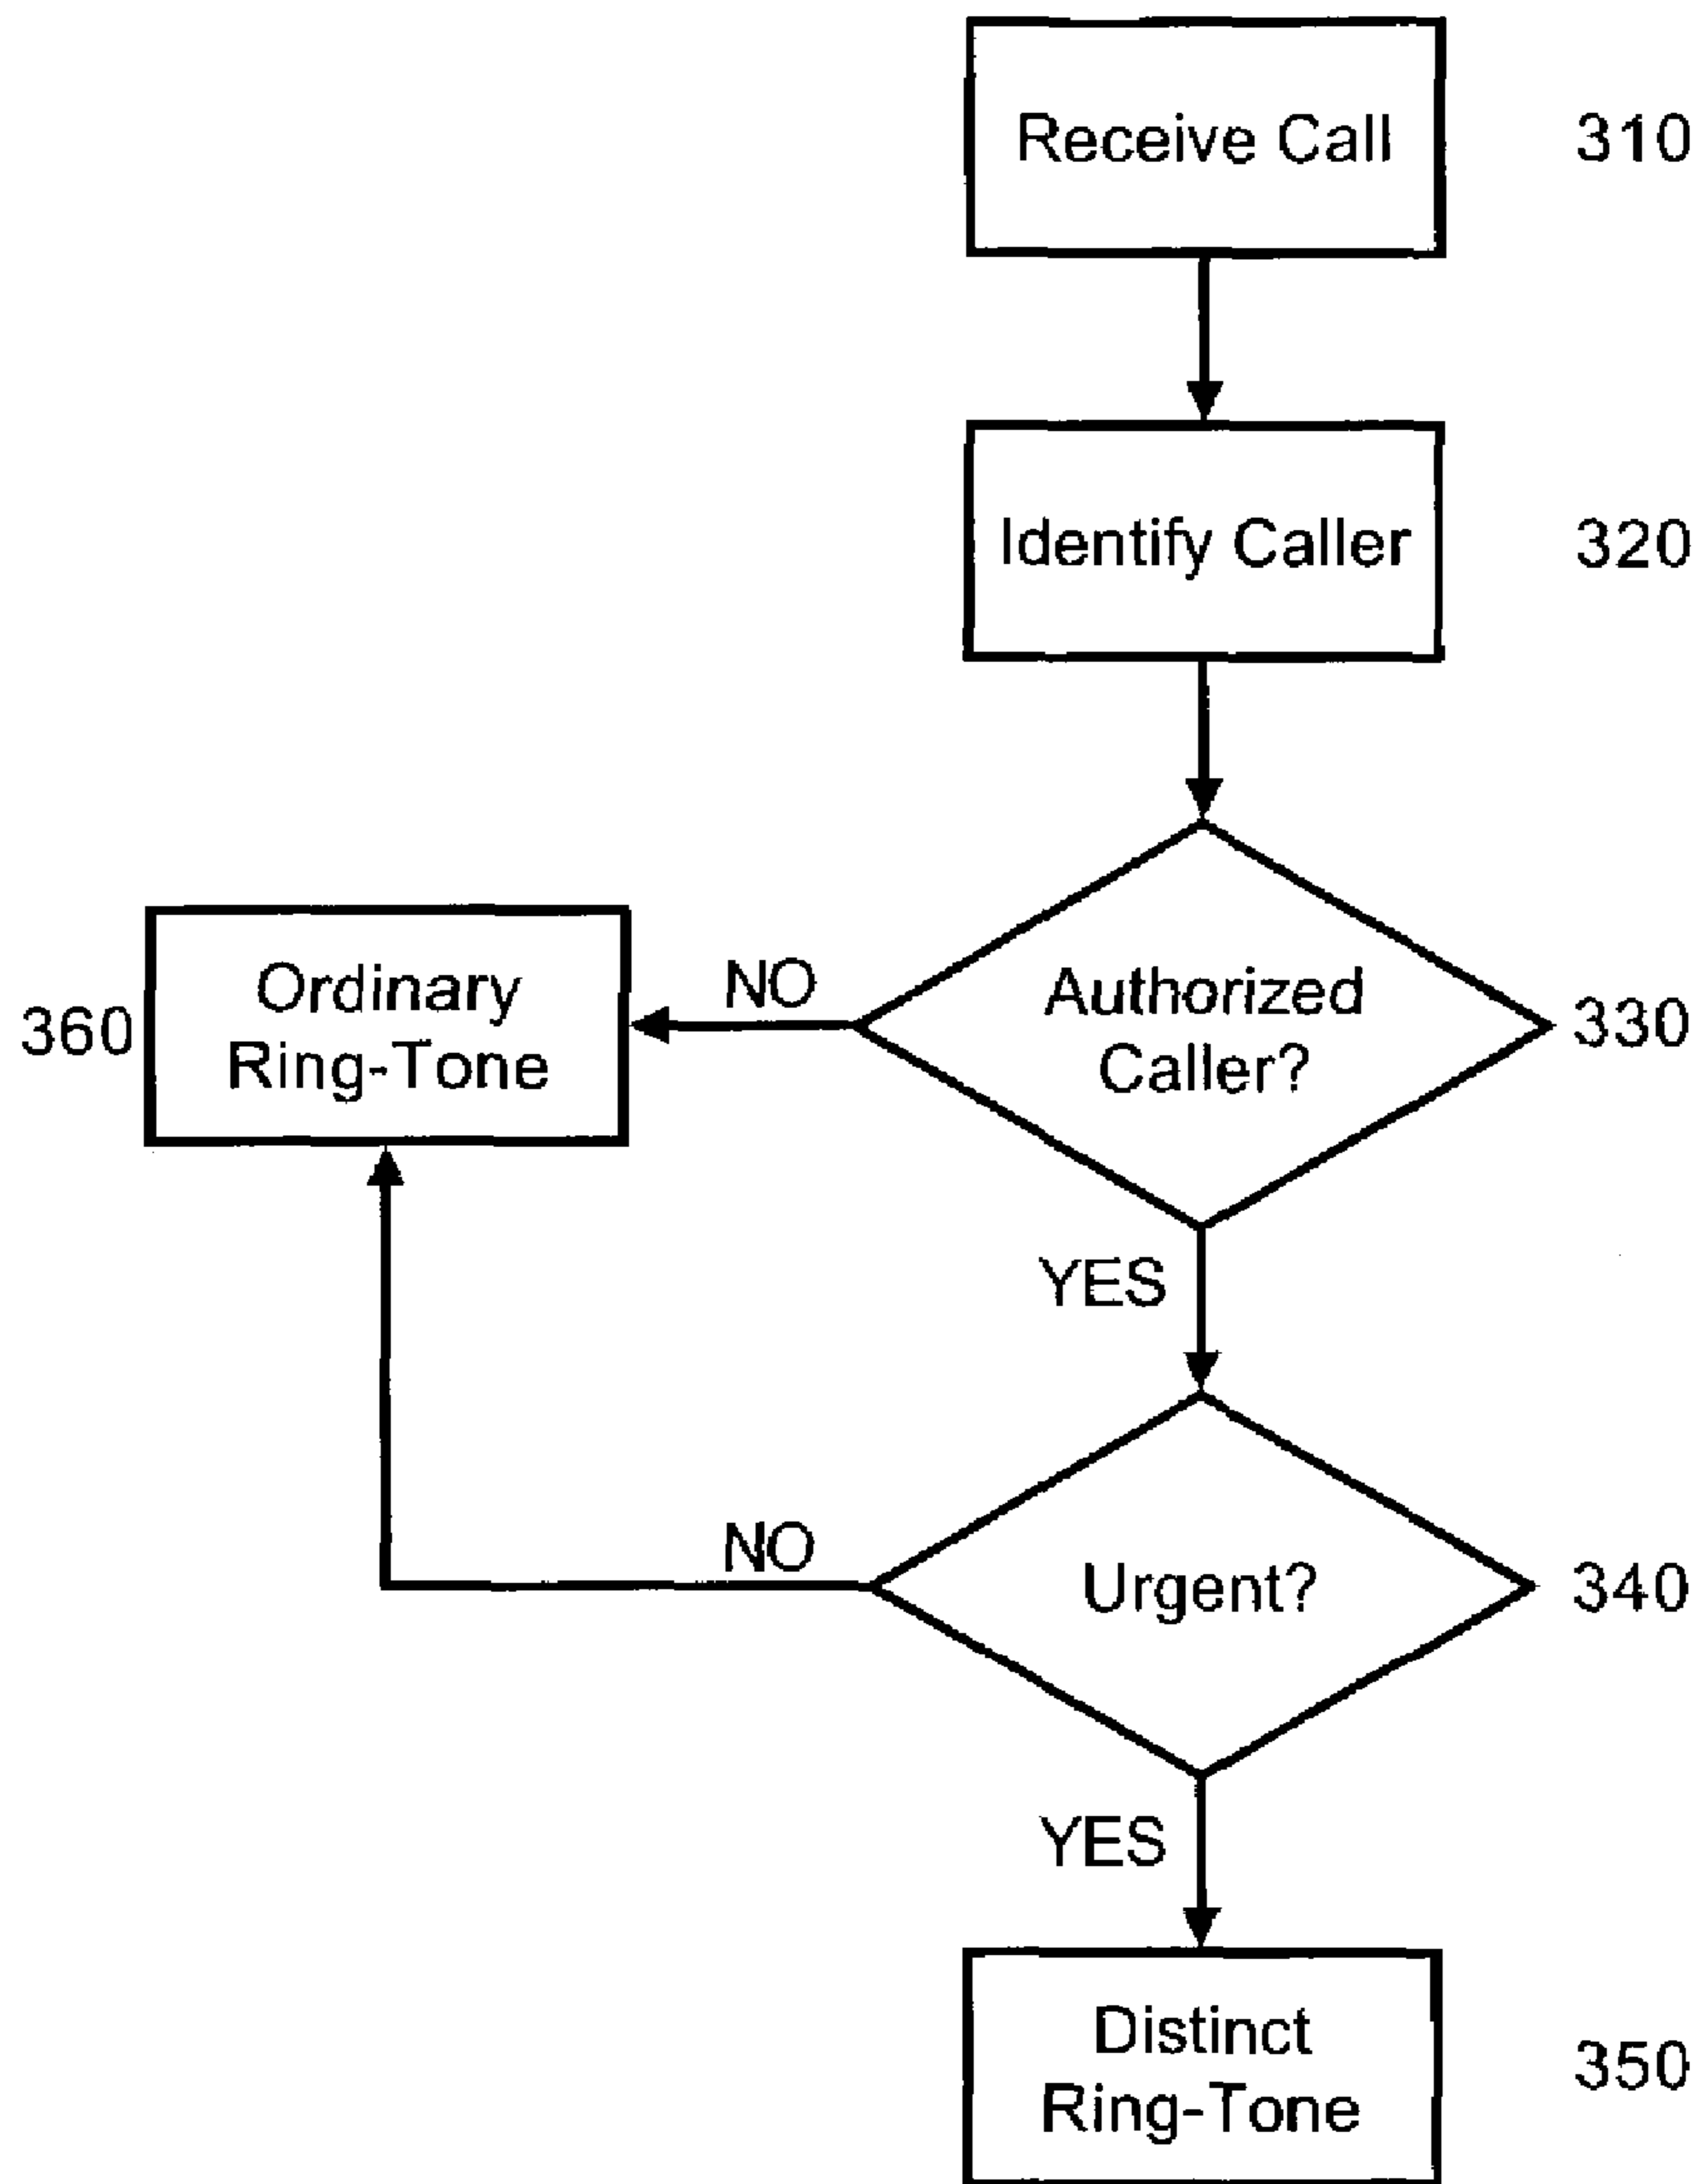 Receive Call
310
Identify Caller
320
Authorized
Caller?
330
NO
Ordinary
Ring-Tone
360
YES
Urgent?
340
NO
YES
Distinct
Ring-Tone
350